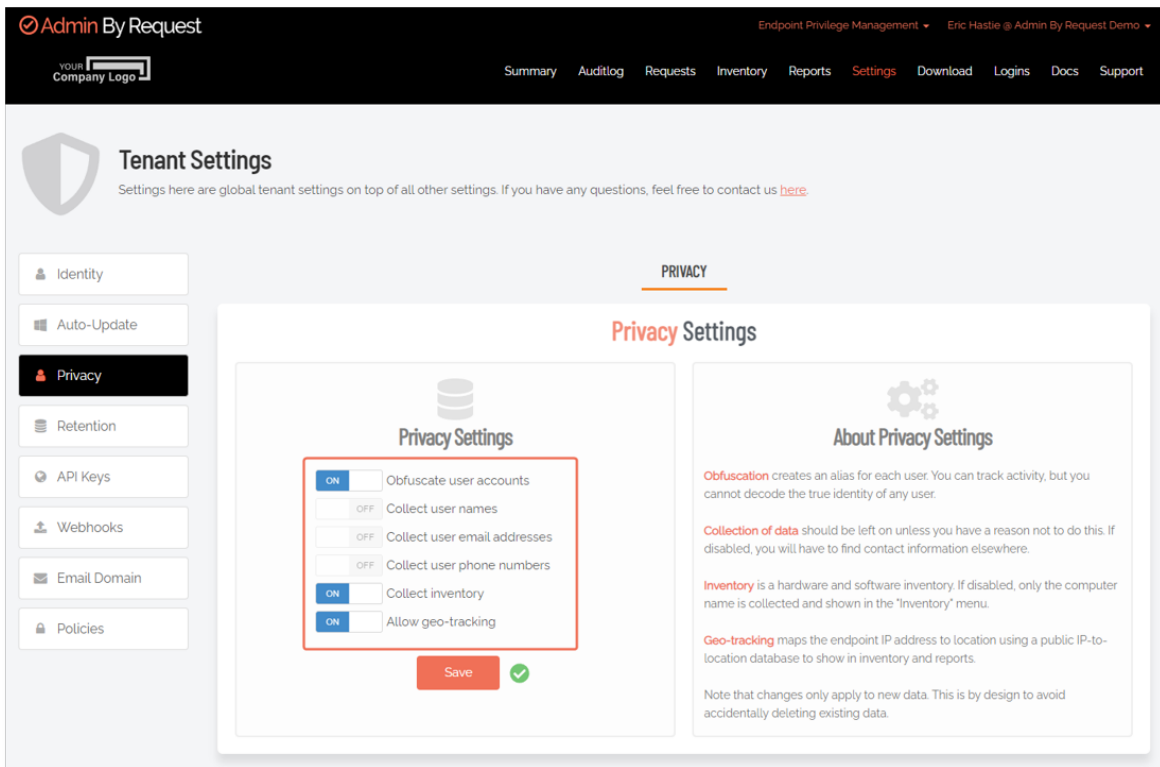 Admin By Request
Endpoint Privilege Management
Eric Hastie @ Admin By Request Demo
YOUR
Company Logo
Summary Auditlog Requests Inventory Reports Settings Download Logins Docs Support
Tenant Settings
Settings here are global tenant settings on top of all other settings. If you have any questions, feel free to contact us here.
Identity
Auto-Update
Privacy
Retention
API Keys
Webhooks
Email Domain
Policies
PRIVACY
Privacy Settings
Privacy Settings
ON Obfuscate user accounts
OFF Collect user names
OFF Collect user email addresses
OFF Collect user phone numbers
ON Collect inventory
ON Allow geo-tracking
Save
About Privacy Settings
Obfuscation creates an alias for each user. You can track activity, but you
cannot decode the true identity of any user.
Collection of data should be left on unless you have a reason not to do this. If
disabled, you will have to find contact information elsewhere.
Inventory is a hardware and software inventory. If disabled, only the computer
name is collected and shown in the "Inventory" menu.
Geo-tracking maps the endpoint IP address to location using a public IP-to-
location database to show in inventory and reports.
Note that changes only apply to new data. This is by design to avoid
accidentally deleting existing data.